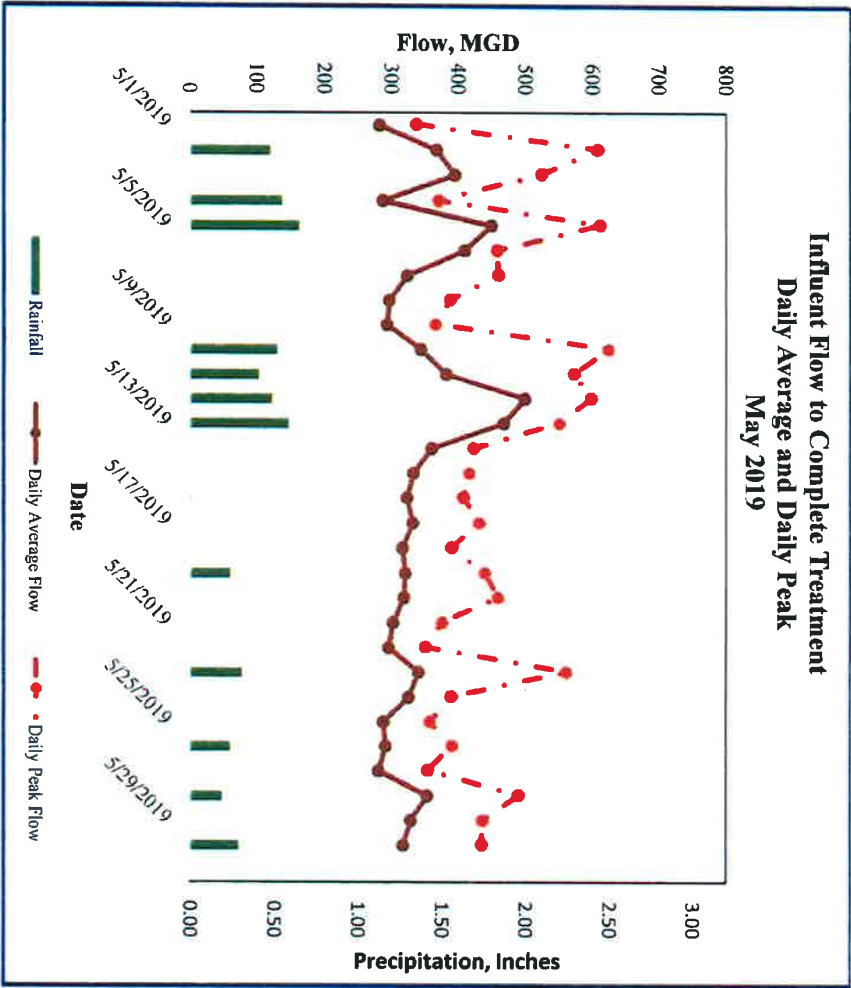 Influent Flow to Complete Treatment
Daily Average and Daily Peak
May 2019
Flow, MGD
800
700
600
500
400
300
200
100
0
3.00
2.50
2.00
1.50
1.00
0.50
0.00
Precipitation, Inches
5/1/2019
5/5/2019
5/9/2019
5/13/2019
5/17/2019
5/21/2019
5/25/2019
5/29/2019
Date
Rainfall
Daily Average Flow
Daily Peak Flow